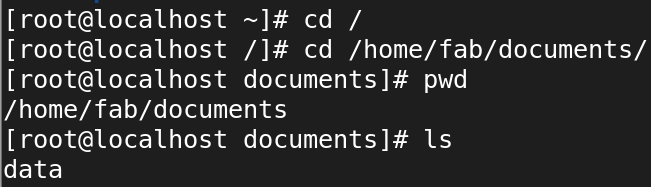 [root@localhost ~]# cd /
[root@localhost /]# cd /home/fab/documents/
[root@localhost documents]# pwd
/home/fab/documents
[root@localhost documents]# ls
data